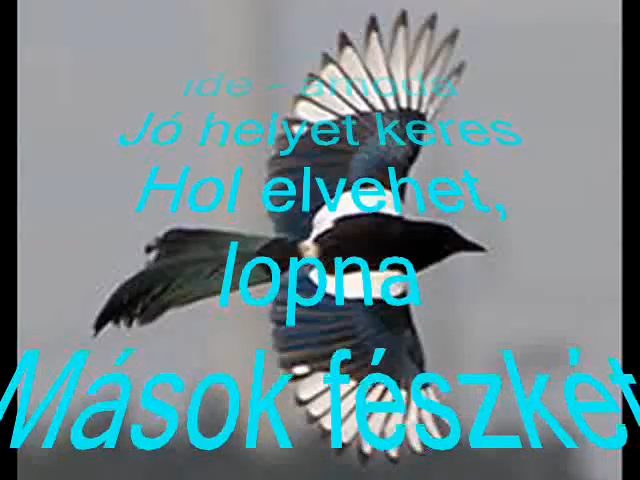 ide - amoda
Jó helyet keres
Hol elvehet,
lopna
Mások fészkét